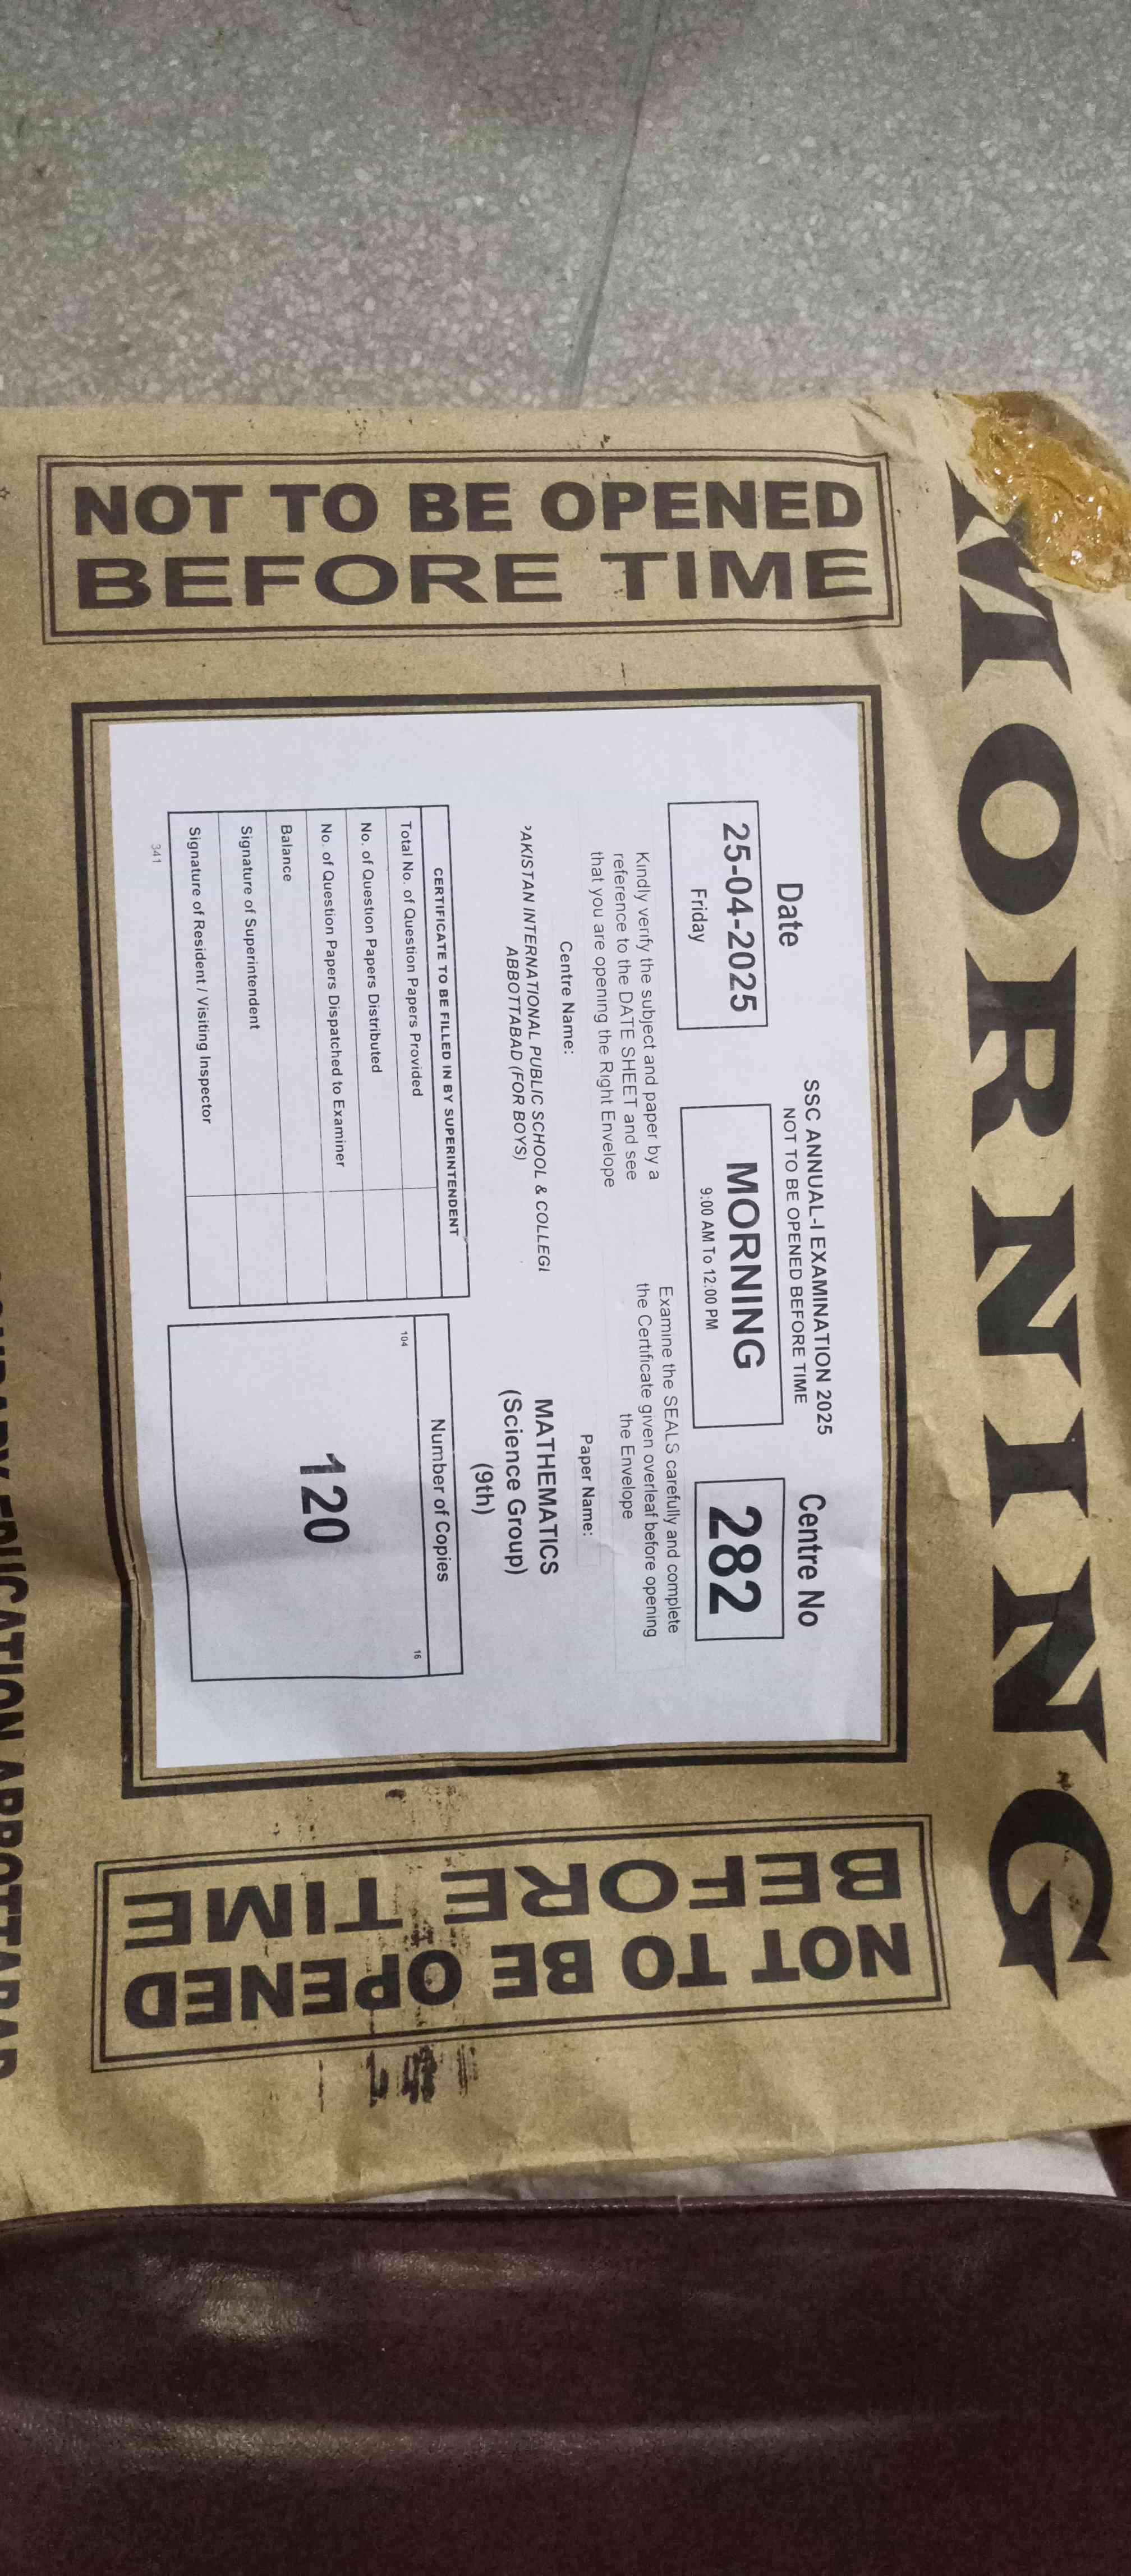 MORNING
NOT TO BE OPENED
BEFORE TIME
SSC ANNUAL-I EXAMINATION 2025
NOT TO BE OPENED BEFORE TIME
Date
25-04-2025
Friday
MORNING
9:00 AM To 12:00 PM
Centre No
282
Kindly verify the subject and paper by a
reference to the DATE SHEET and see
that you are opening the Right Envelope
Examine the SEALS carefully and complete
the Certificate given overleaf before opening
the Envelope
Centre Name:
PAKISTAN INTERNATIONAL PUBLIC SCHOOL & COLLEGI
ABBOTTABAD (FOR BOYS)
Paper Name:
MATHEMATICS
(Science Group)
(9th)
CERTIFICATE TO BE FILLED IN BY SUPERINTENDENT
Total No. of Question Papers Provided
No. of Question Papers Distributed
No. of Question Papers Dispatched to Examiner
Balance
Signature of Superintendent
Signature of Resident / Visiting Inspector
341
Number of Copies
104
16
120
NOT TO BE OPENED
BEFORE TIME
EDUCATION ABBOTTABAD